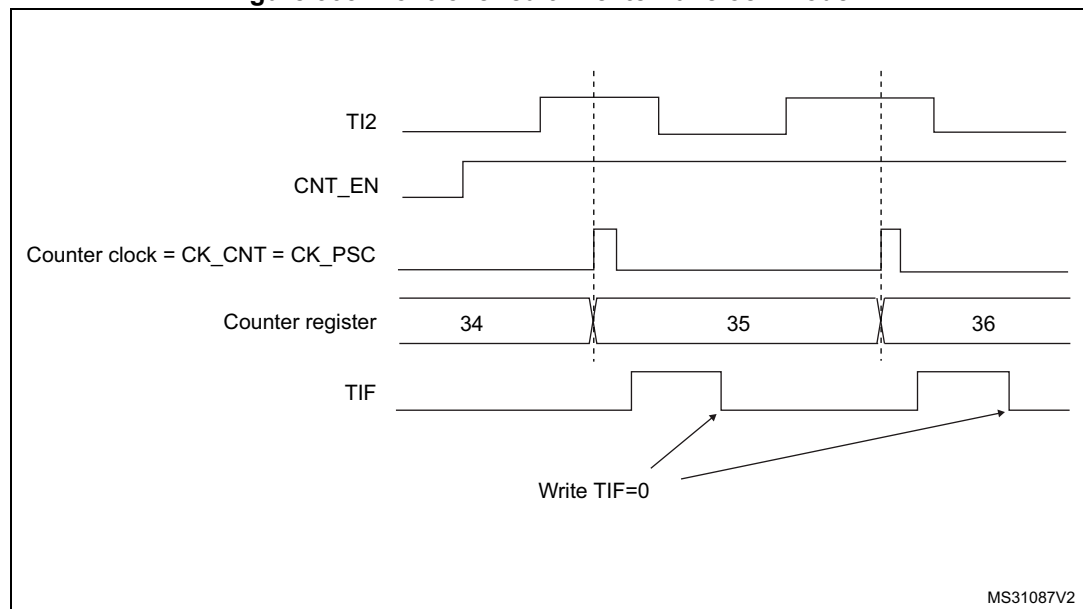 TI2
CNT_EN
Counter clock = CK_CNT = CK_PSC
Counter register 34 35 36
TIF
Write TIF=0
MS31087V2